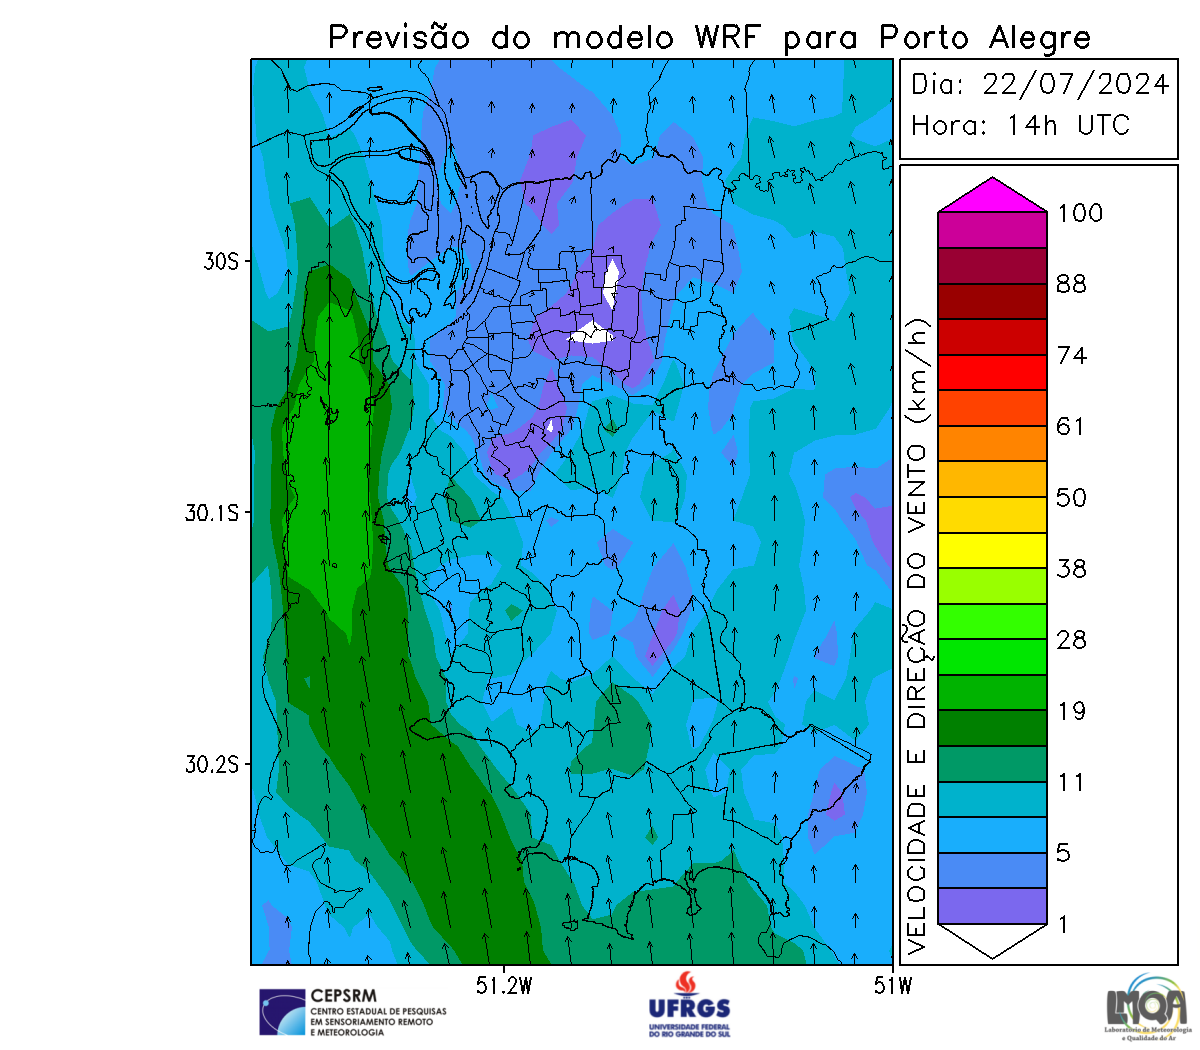 Previsão do modelo WRF para Porto Alegre
Dia: 22/07/2024
Hora: 14h UTC
VELOCIDADE E DIREÇÃO DO VENTO (km/h)
100
88
74
61
50
38
28
19
11
5
1
30S
30.1S
30.2S
51.2W
51W
CEPSRM
CENTRO ESTADUAL DE PESQUISAS
EM SENSORIAMENTO REMOTO
E METEOROLOGIA
UFRGS
UNIVERSIDADE FEDERAL
DO RIO GRANDE DO SUL
LMQA
Laboratório de Meteorologia
e Qualidade do Ar